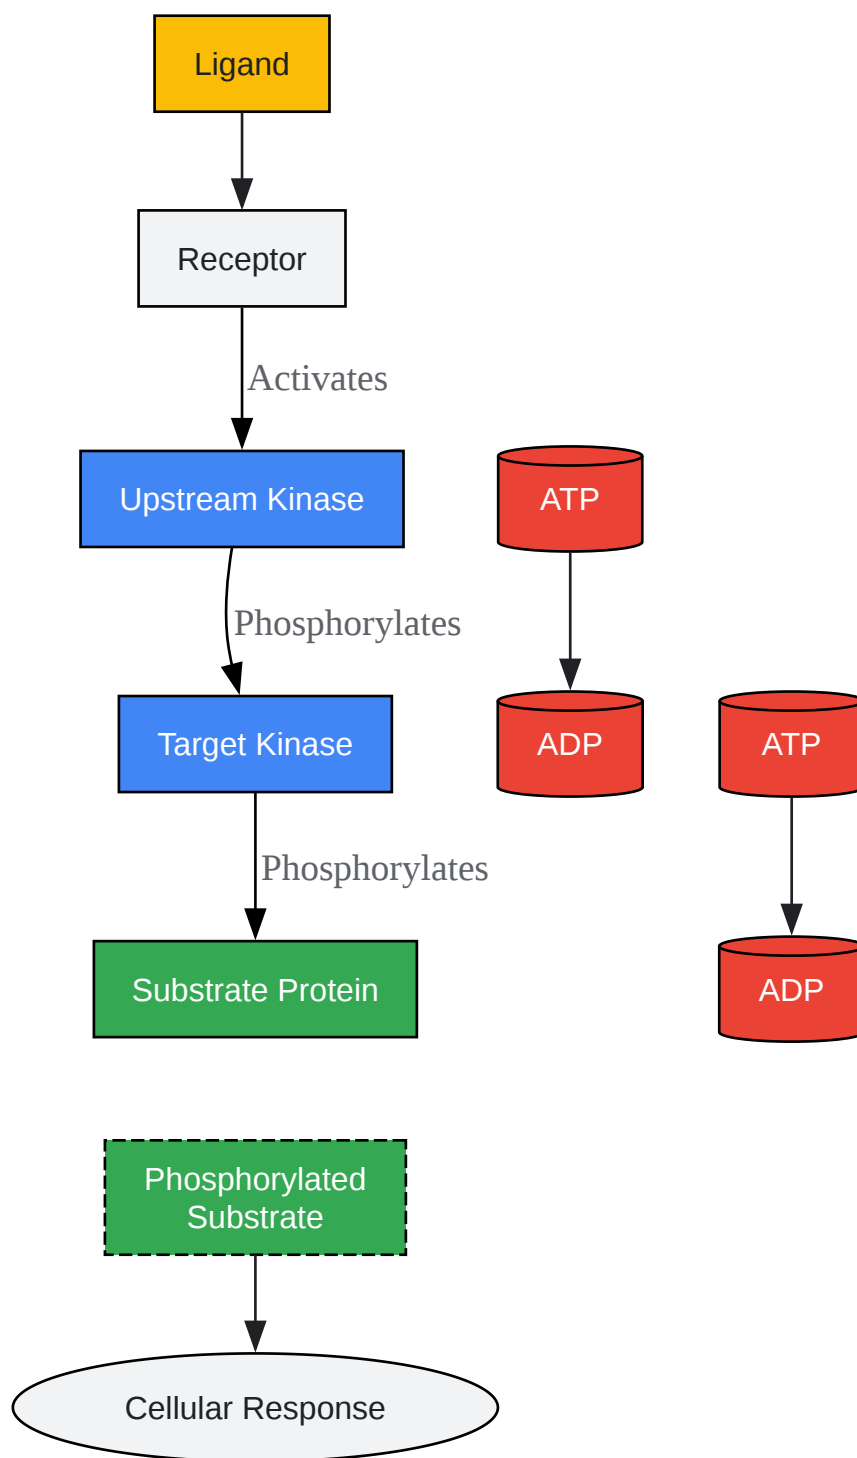 Ligand
Receptor
Activates
Upstream Kinase
ATP
Phosphorylates
Target Kinase
ADP
ATP
Phosphorylates
Substrate Protein
ADP
Phosphorylated
Substrate
Cellular Response